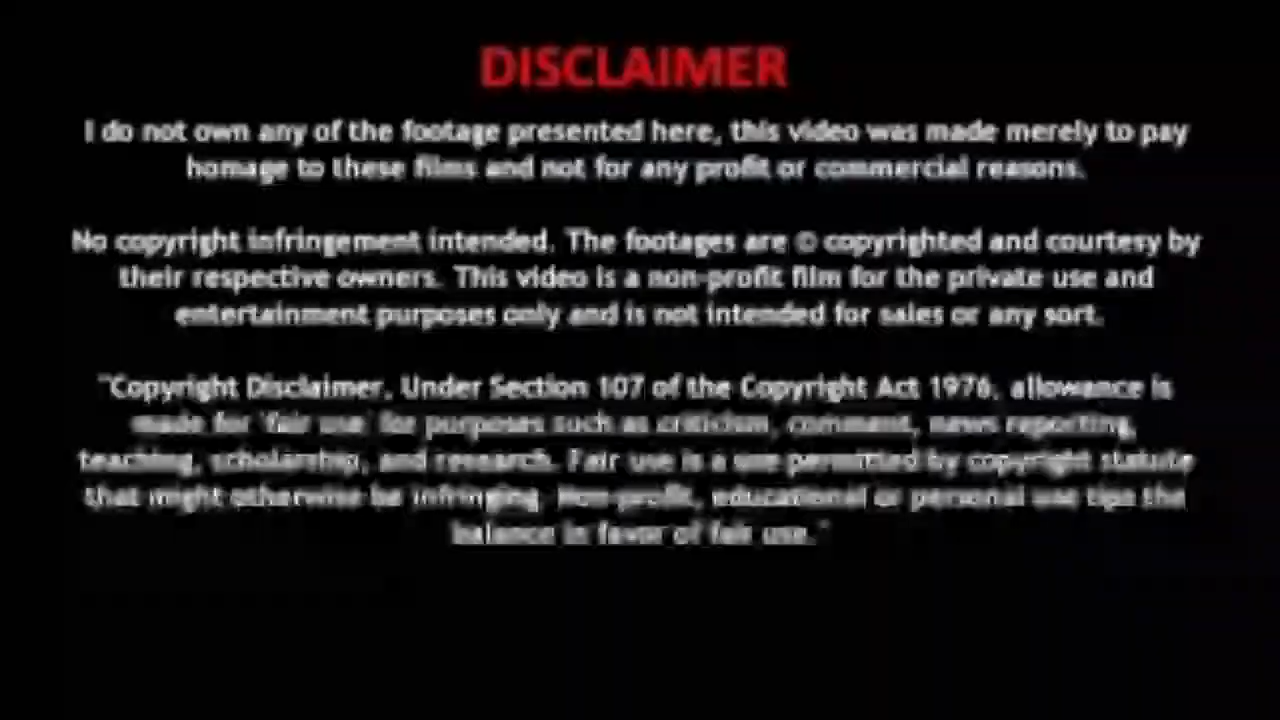 DISCLAIMER
I do not own any of the footage presented here, this video was made merely to pay
homage to these films and not for any profit or commercial reasons.
No copyright infringement intended. The footages are © copyrighted and courtesy by
their respective owners. This video is a non-profit film for the private use and
entertainment purposes only and is not intended for sales or any sort.
"Copyright Disclaimer, Under Section 107 of the Copyright Act 1976, allowance is
made for 'fair use' for purposes such as criticism, comment, news reporting,
teaching, scholarship, and research. Fair use is a use permitted by copyright statute
that might otherwise be infringing. Non-profit, educational or personal use tips the
balance in favor of fair use."